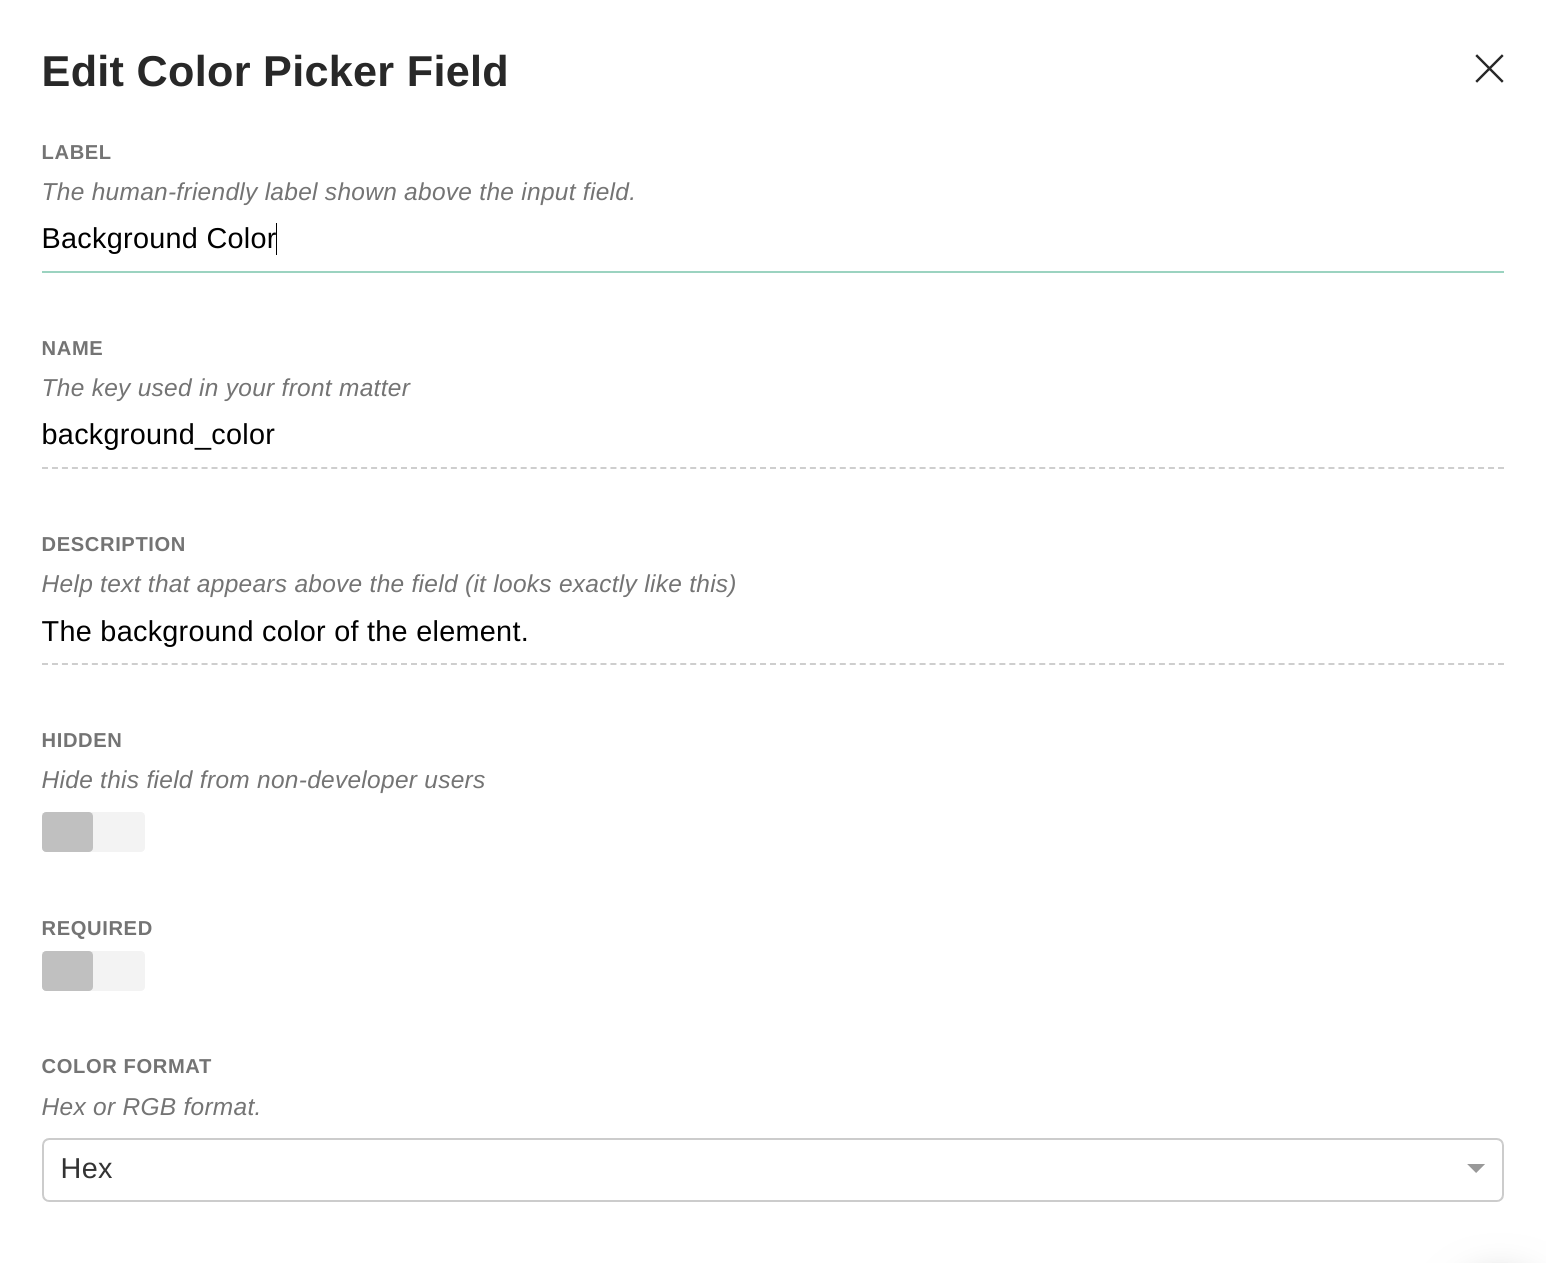 Edit Color Picker Field
LABEL
The human-friendly label shown above the input field.
Background Color
NAME
The key used in your front matter
background_color
DESCRIPTION
Help text that appears above the field (it looks exactly like this)
The background color of the element.
HIDDEN
Hide this field from non-developer users
REQUIRED
COLOR FORMAT
Hex or RGB format.
Hex